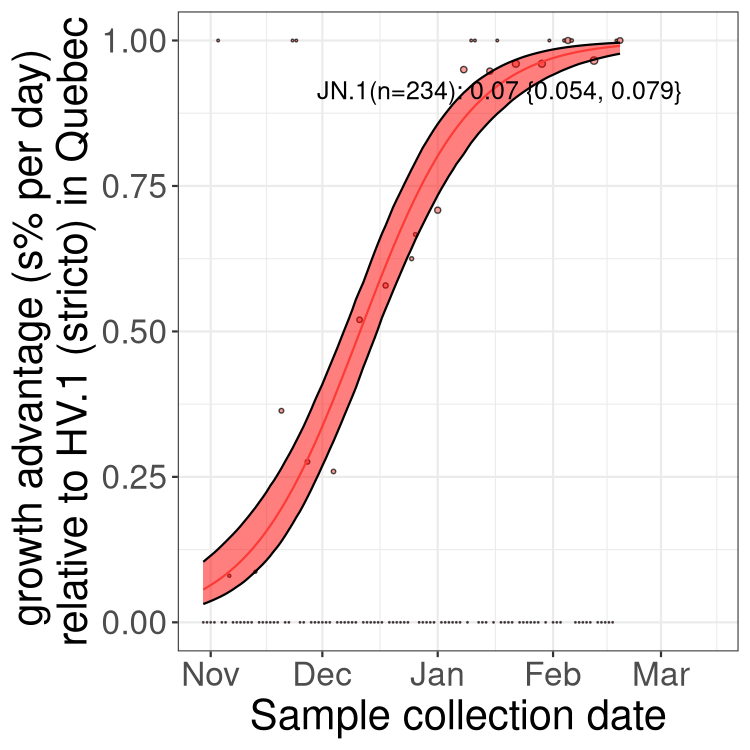 growth advantage (s% per day)
relative to HV.1 (stricto) in Quebec
1.00
0.75
0.50
0.25
0.00
JN.1(n=234): 0.07 {0.054, 0.079}
Nov Dec Jan Feb Mar
Sample collection date